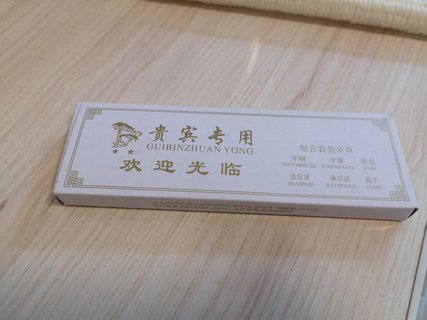 贵宾专用
GUIBINZHUAN YONG
欢迎光临
组合套装牙具
牙刷 牙膏 香皂
TOOTHBRUSH TOOTHPASTE SOAP
洗发液 沐浴液 梳子
SHAMPOO BATHFOAM COMB